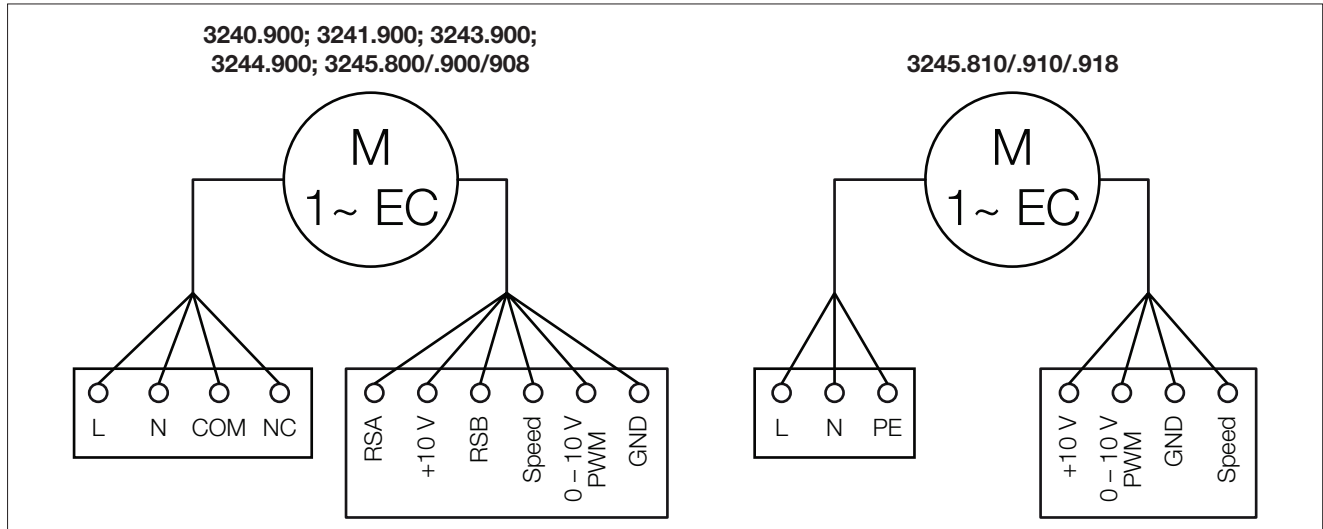 3240.900; 3241.900; 3243.900;
3244.900; 3245.800/.900/908
M
1~ EC
L N COM NC
RSA
+10 V
RSB
Speed
0 – 10 V
PWM
GND
3245.810/.910/.918
M
1~ EC
L N PE
+10 V
0 – 10 V
PWM
GND
Speed